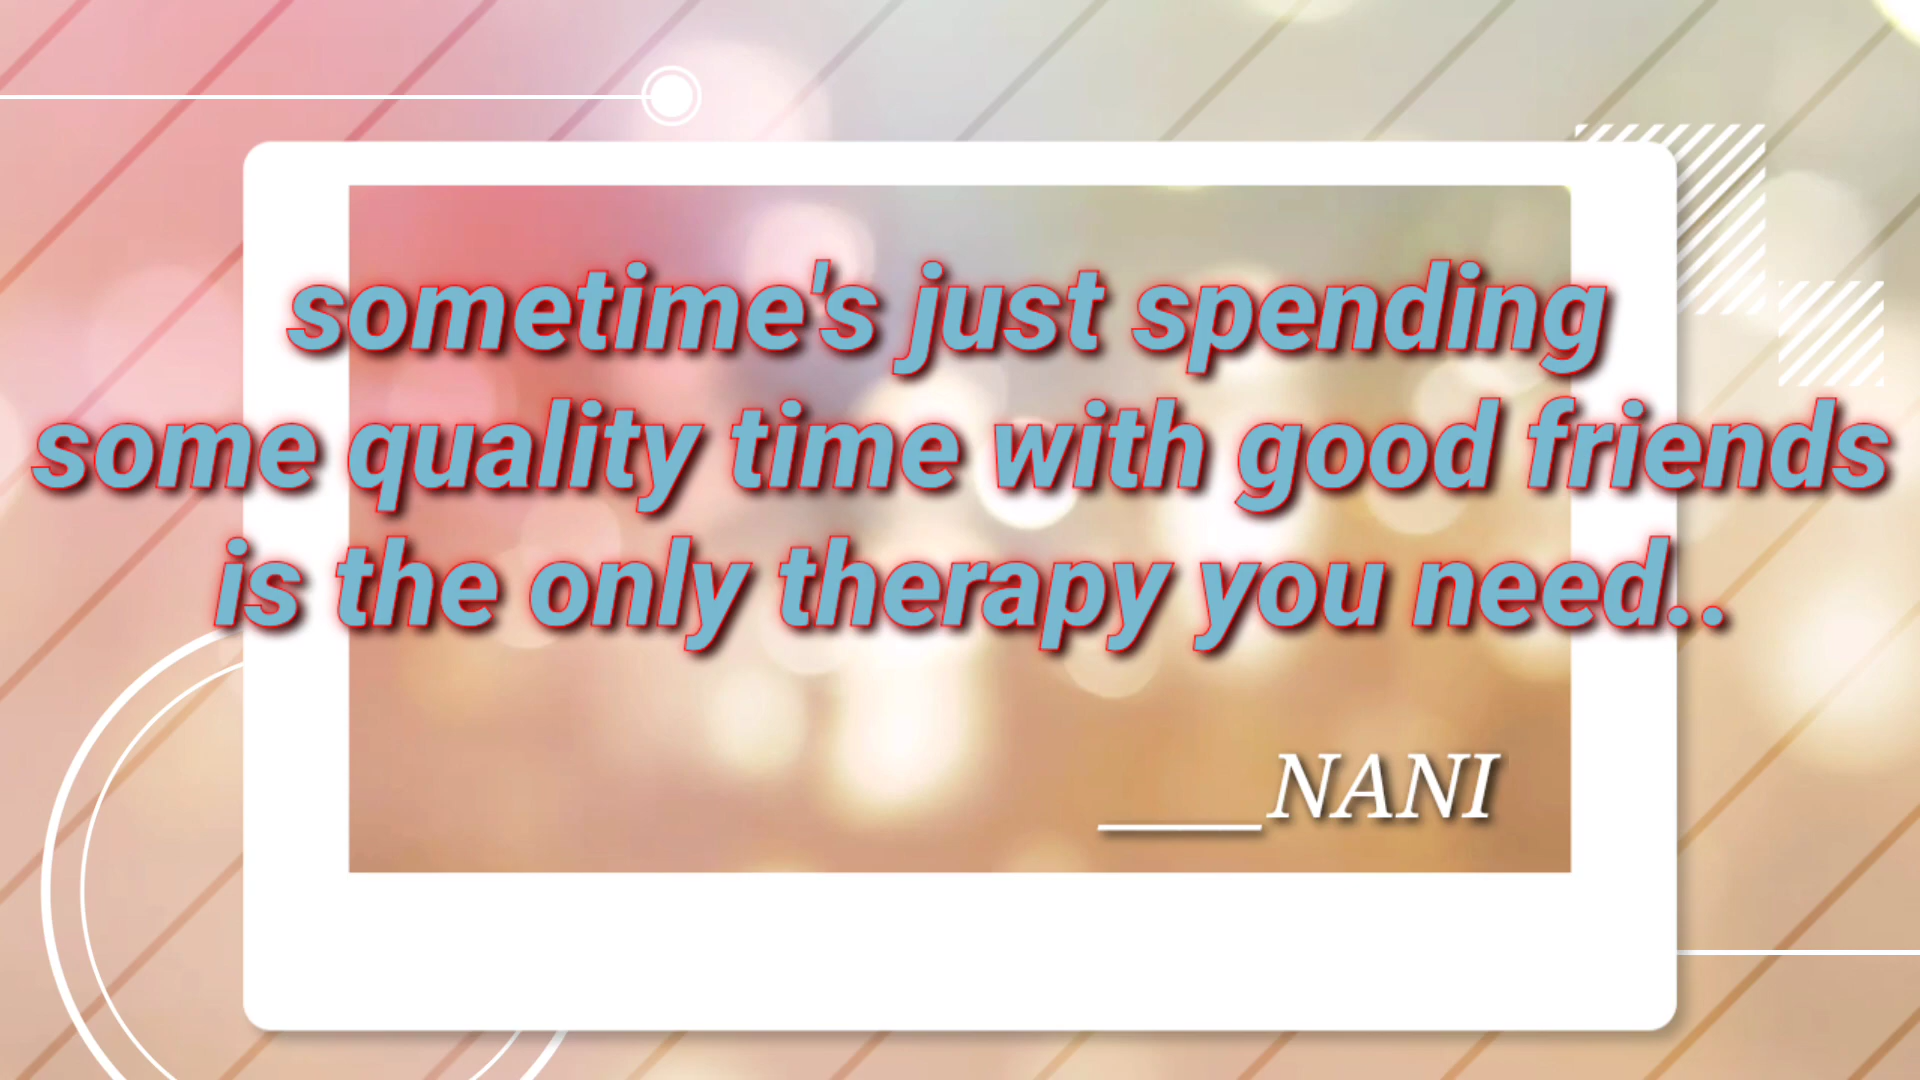 sometime's just spending
some quality time with good friends
is the only therapy you need..
____NANI